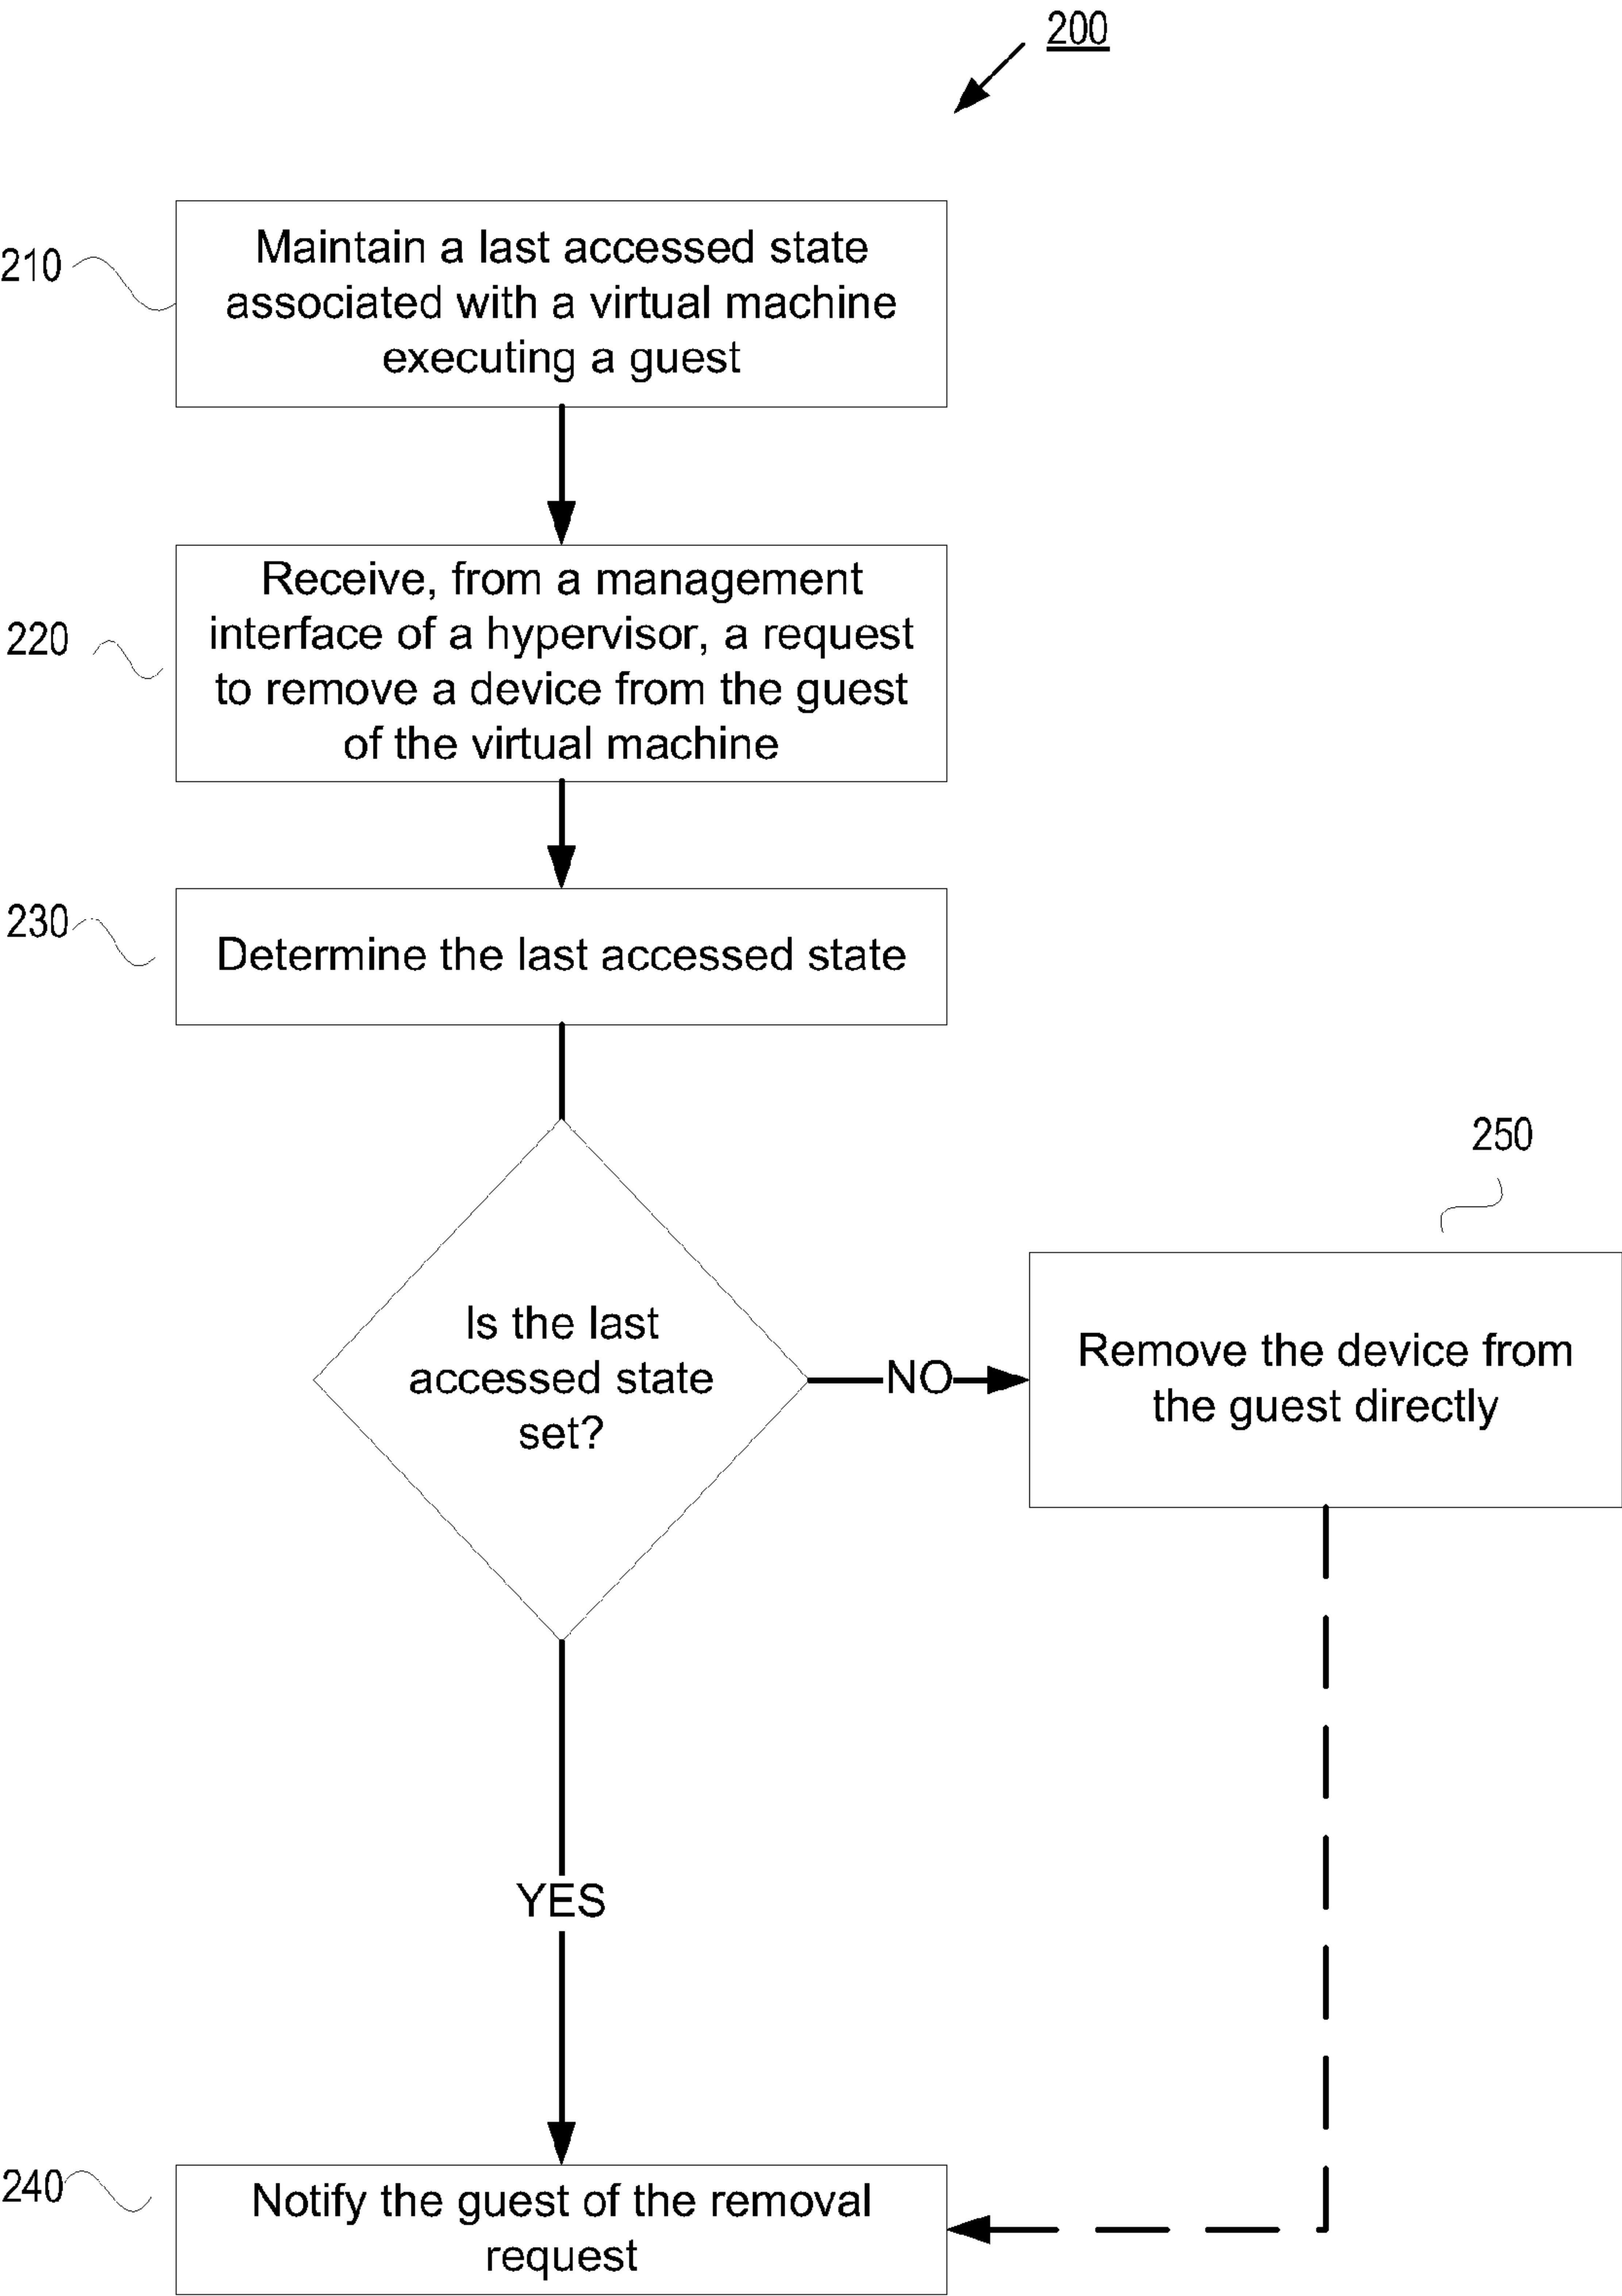 200
210
Maintain a last accessed state
associated with a virtual machine
executing a guest
220
Receive, from a management
interface of a hypervisor, a request
to remove a device from the guest
of the virtual machine
230
Determine the last accessed state
250
Is the last
accessed state
set?
NO
Remove the device from
the guest directly
YES
240
Notify the guest of the removal
request